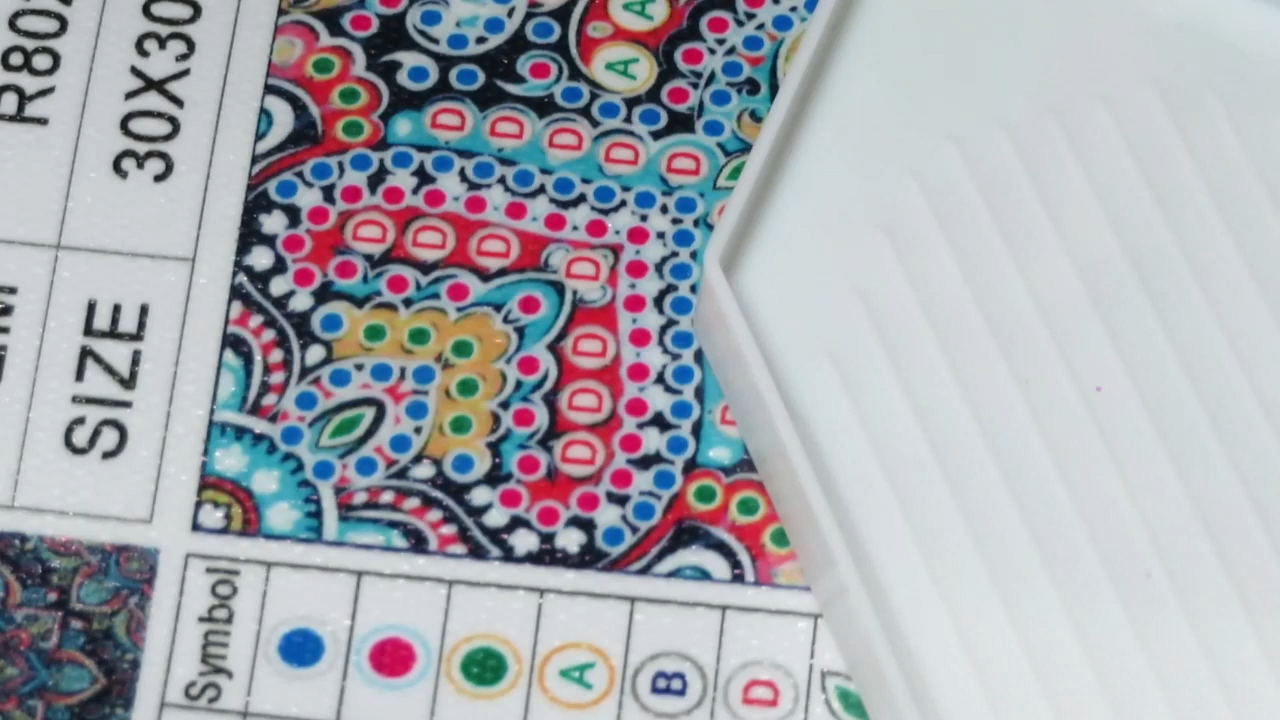 30X30
SIZE
A
A
D D D D D
D D D D
D
D
D
Symbol A B D